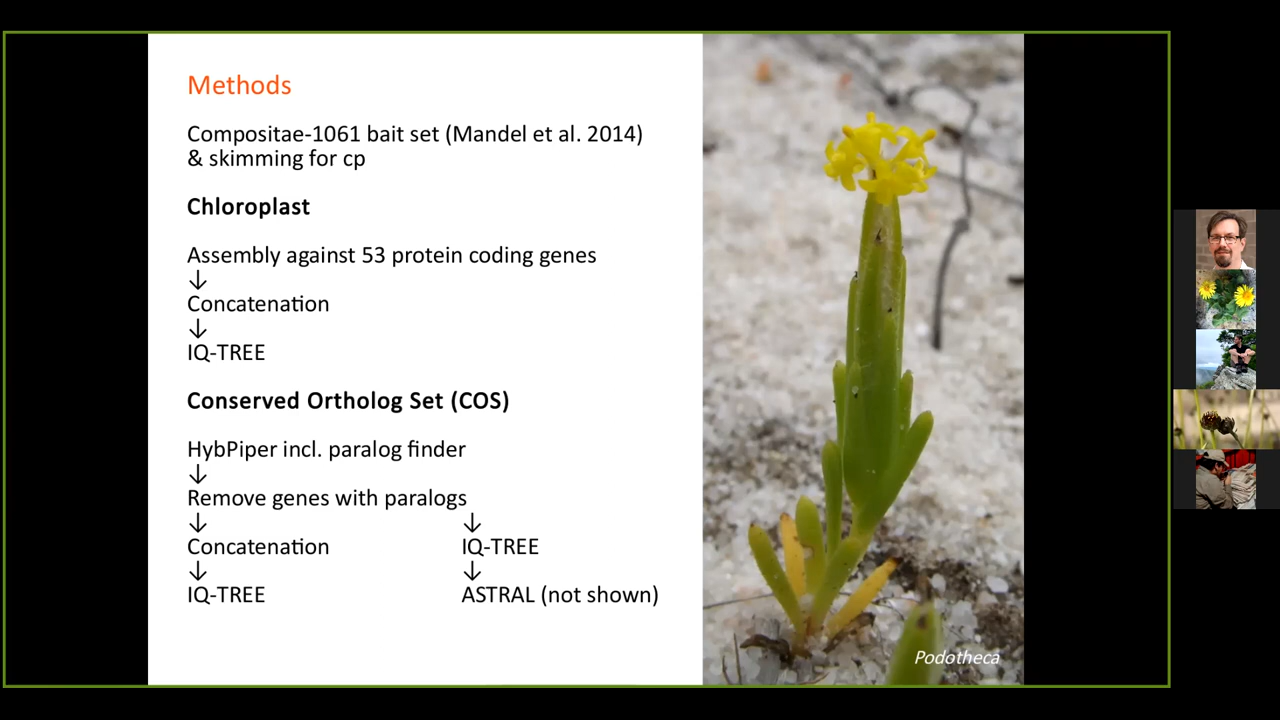 Methods
Compositae-1061 bait set (Mandel et al. 2014)
& skimming for cp
Chloroplast
Assembly against 53 protein coding genes
↓
Concatenation
↓
IQ-TREE
Conserved Ortholog Set (COS)
HybPiper incl. paralog finder
↓
Remove genes with paralogs
↓ ↓
Concatenation IQ-TREE
↓ ↓
IQ-TREE ASTRAL (not shown)
Podotheca